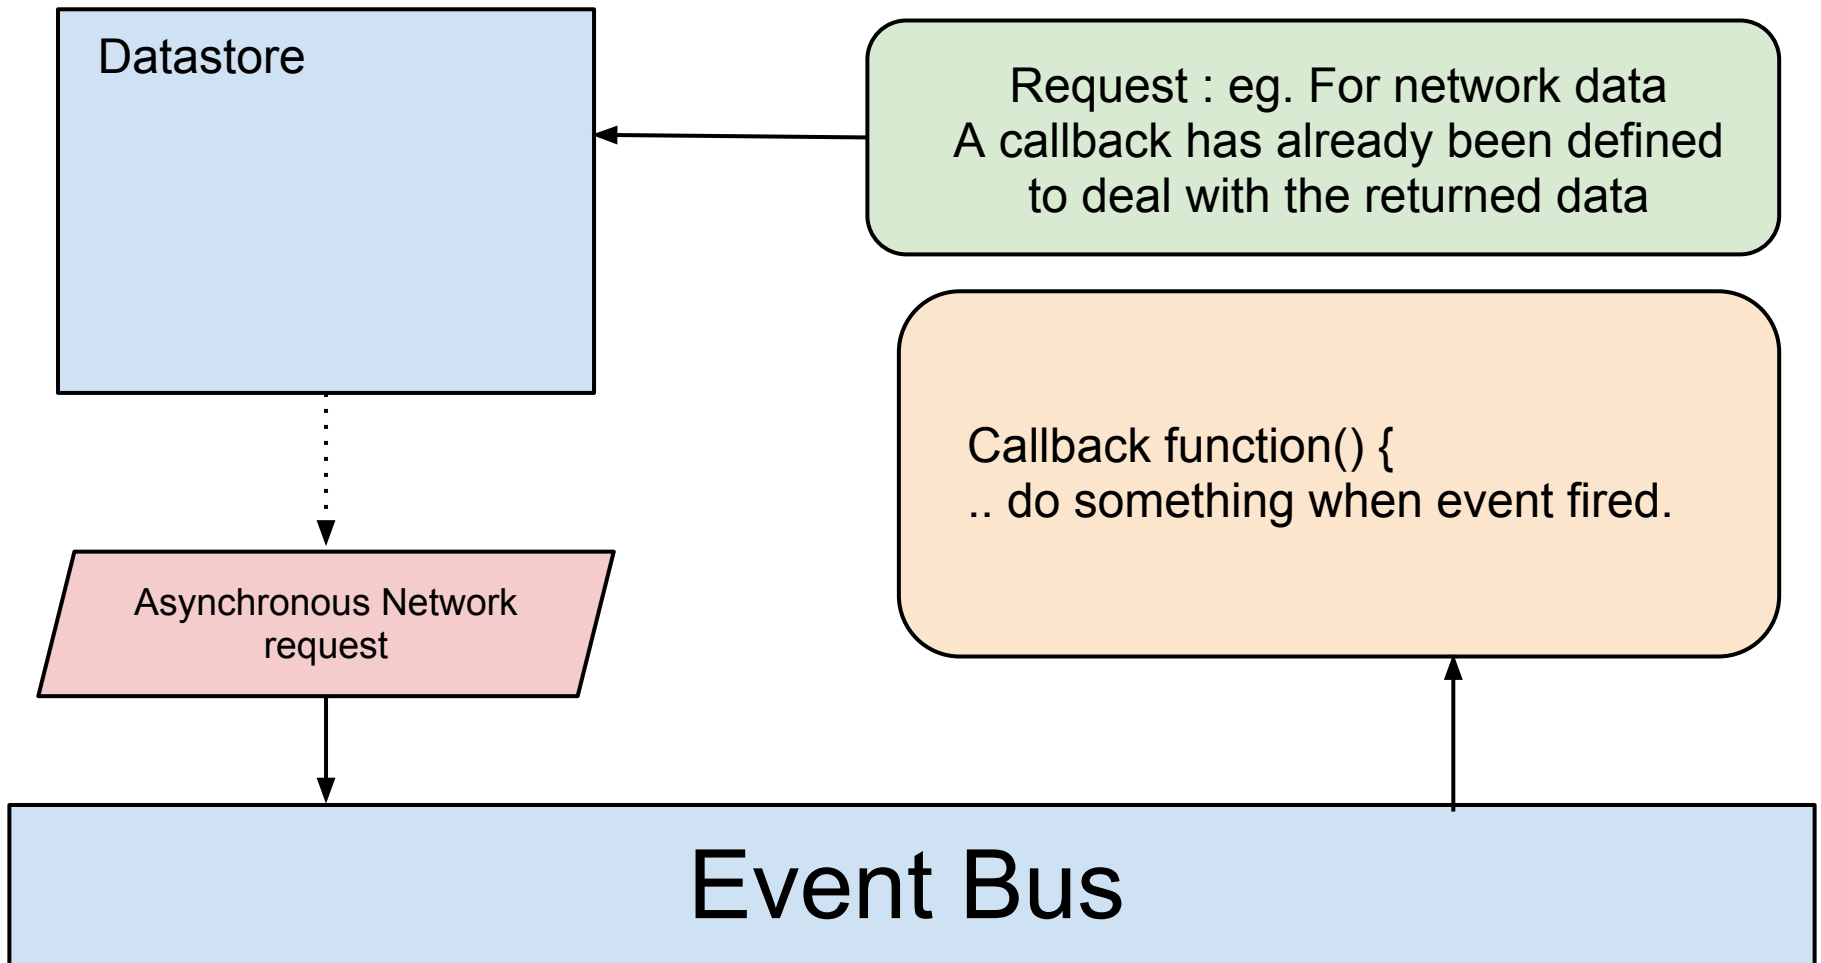 Datastore
Request : eg. For network data
A callback has already been defined
to deal with the returned data
Callback function() {
.. do something when event fired.
Asynchronous Network
request
Event Bus